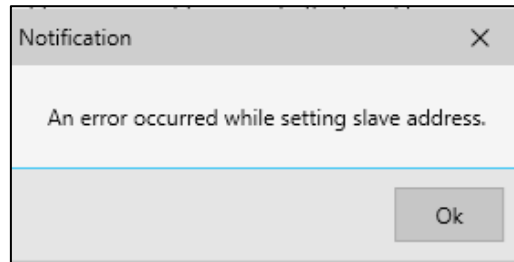 Notification
An error occurred while setting slave address.
Ok